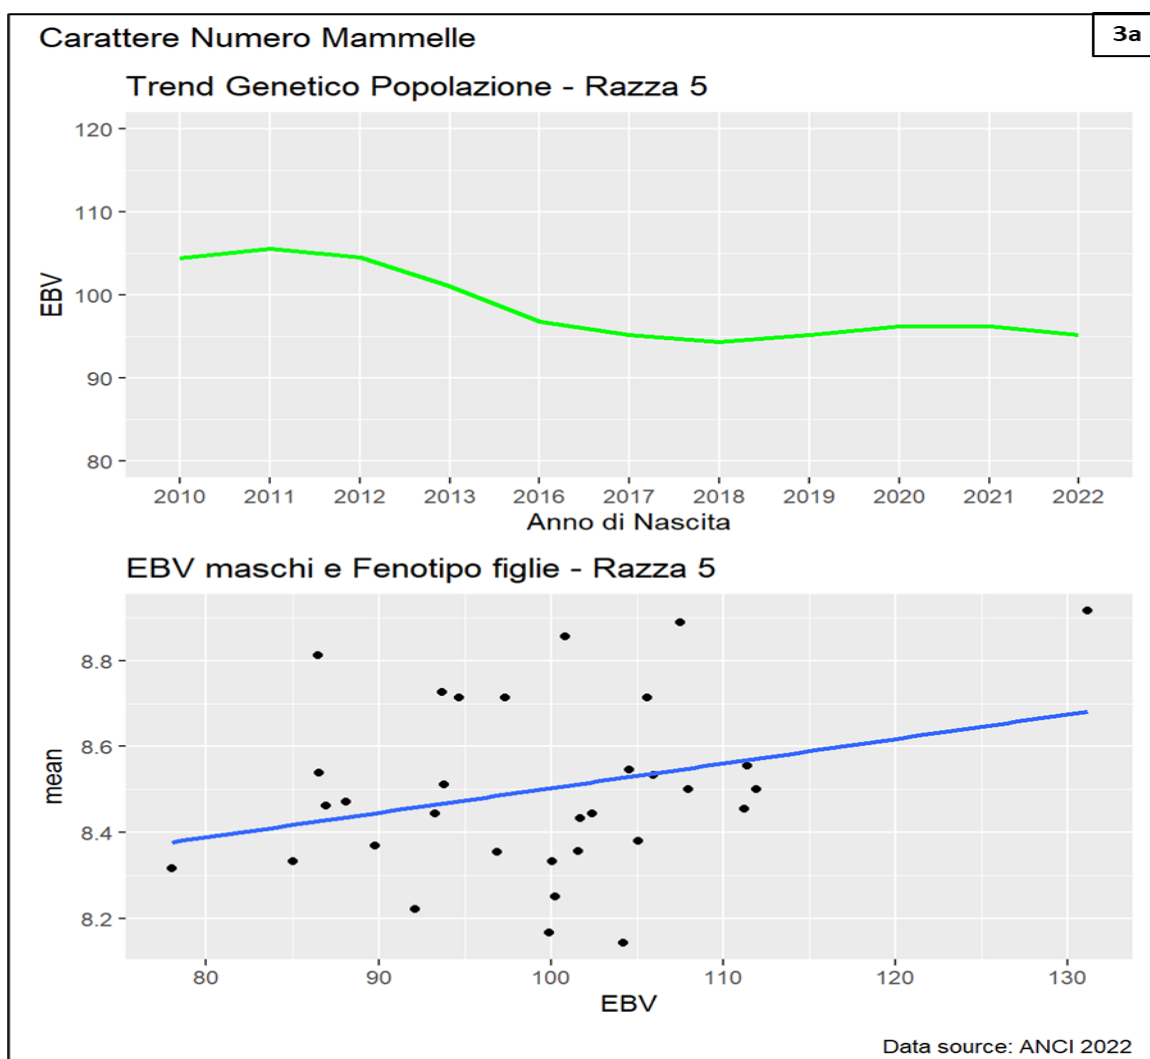 Carattere Numero Mammelle
3a
Trend Genetico Popolazione - Razza 5
EBV
120
110
100
90
80
2010 2011 2012 2013 2016 2017 2018 2019 2020 2021 2022
Anno di Nascita
EBV maschi e Fenotipo figlie - Razza 5
mean
8.8
8.6
8.4
8.2
80 90 100 110 120 130
EBV
Data source: ANCI 2022